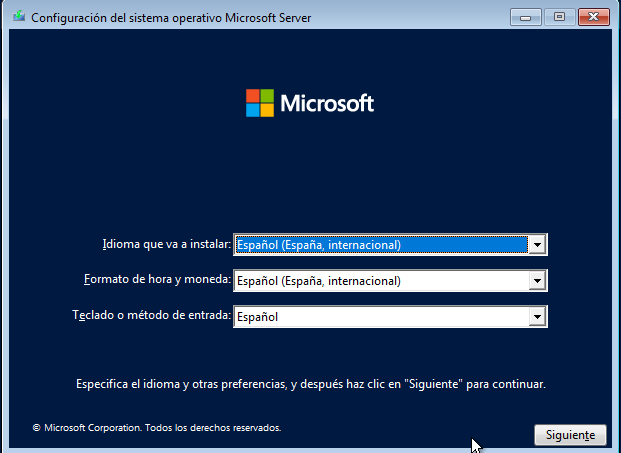 Configuración del sistema operativo Microsoft Server
Microsoft
Idioma que va a instalar: Español (España, internacional)
Formato de hora y moneda: Español (España, internacional)
Teclado o método de entrada: Español
Especifica el idioma y otras preferencias, y después haz clic en "Siguiente" para continuar.
© Microsoft Corporation. Todos los derechos reservados.
Siguiente